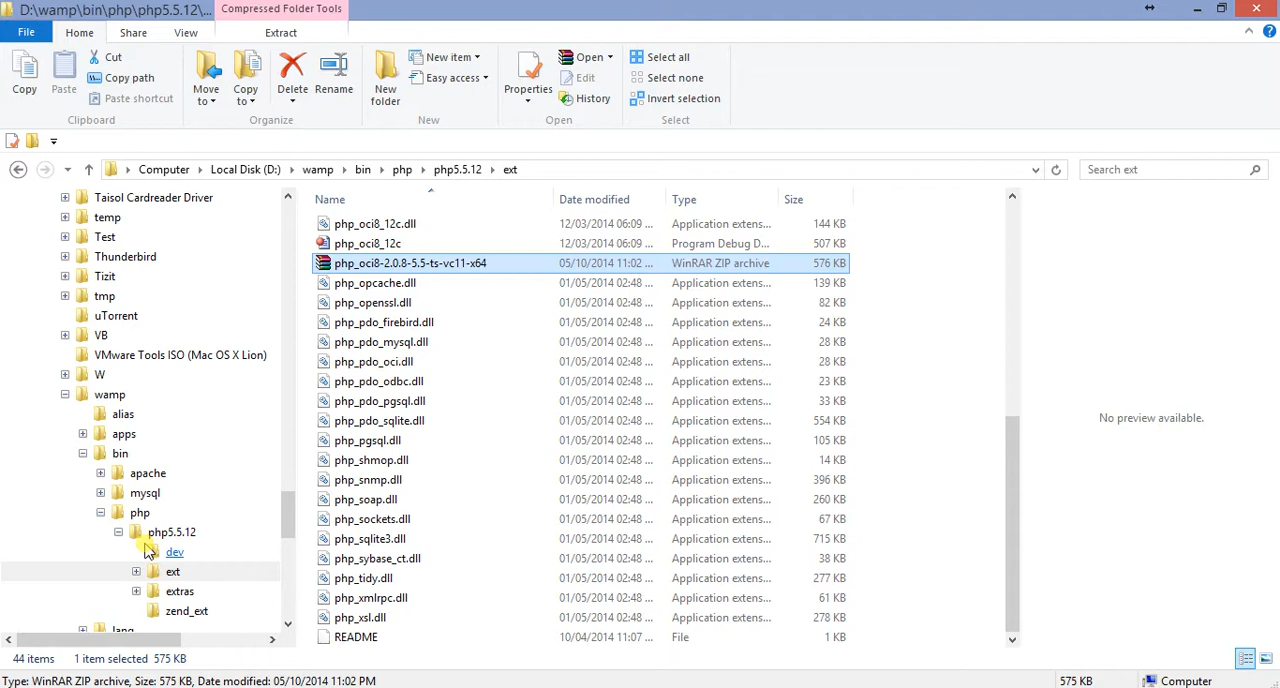 D:\wamp\bin\php\php5.5.12\...
Compressed Folder Tools
File
Home
Share
View
Extract
Copy
Paste
Cut
Copy path
Paste shortcut
Clipboard
Move to
Copy to
Delete
Rename
Organize
New folder
New item
Easy access
New
Properties
Open
Edit
History
Open
Select all
Select none
Invert selection
Select
Computer
Local Disk (D:)
wamp
bin
php
php5.5.12
ext
Search ext
Taisol Cardreader Driver
temp
Test
Thunderbird
Tizit
tmp
uTorrent
VB
VMware Tools ISO (Mac OS X Lion)
W
wamp
alias
apps
bin
apache
mysql
php
php5.5.12
dev
ext
extras
zend_ext
lang
Name Date modified Type Size
php_oci8_12c.dll 12/03/2014 06:09 ... Application extens... 144 KB
php_oci8_12c 12/03/2014 06:09 ... Program Debug D... 507 KB
php_oci8-2.0.8-5.5-ts-vc11-x64 05/10/2014 11:02 ... WinRAR ZIP archive 576 KB
php_opcache.dll 01/05/2014 02:48 ... Application extens... 139 KB
php_openssl.dll 01/05/2014 02:48 ... Application extens... 82 KB
php_pdo_firebird.dll 01/05/2014 02:48 ... Application extens... 24 KB
php_pdo_mysql.dll 01/05/2014 02:48 ... Application extens... 28 KB
php_pdo_oci.dll 01/05/2014 02:48 ... Application extens... 28 KB
php_pdo_odbc.dll 01/05/2014 02:48 ... Application extens... 23 KB
php_pdo_pgsql.dll 01/05/2014 02:48 ... Application extens... 33 KB
php_pdo_sqlite.dll 01/05/2014 02:48 ... Application extens... 554 KB
php_pgsql.dll 01/05/2014 02:48 ... Application extens... 105 KB
php_shmop.dll 01/05/2014 02:48 ... Application extens... 14 KB
php_snmp.dll 01/05/2014 02:48 ... Application extens... 396 KB
php_soap.dll 01/05/2014 02:48 ... Application extens... 260 KB
php_sockets.dll 01/05/2014 02:48 ... Application extens... 67 KB
php_sqlite3.dll 01/05/2014 02:48 ... Application extens... 38 KB
php_sybase_ct.dll 01/05/2014 02:48 ... Application extens... 38 KB
php_tidy.dll 01/05/2014 02:48 ... Application extens... 277 KB
php_xmlrpc.dll 01/05/2014 02:48 ... Application extens... 61 KB
php_xsl.dll 01/05/2014 02:48 ... Application extens... 278 KB
README 10/04/2014 11:07 ... File 1 KB
No preview available.
44 items 1 item selected 575 KB
Type: WinRAR ZIP archive, Size: 575 KB, Date modified: 05/10/2014 11:02 PM
575 KB
Computer